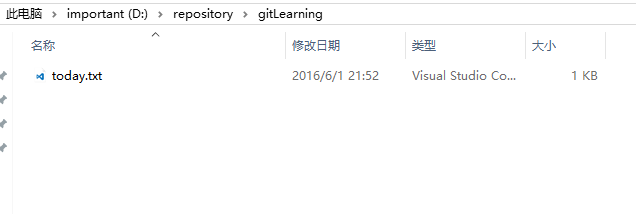 此电脑 > important (D:) > repository > gitLearning
名称 修改日期 类型 大小
today.txt 2016/6/1 21:52 Visual Studio Co... 1 KB